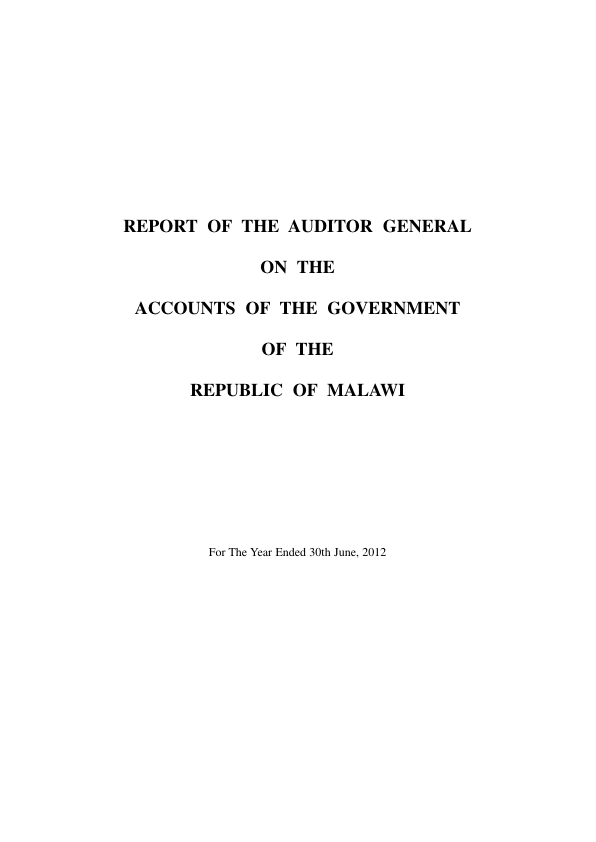 REPORT OF THE AUDITOR GENERAL
ON THE
ACCOUNTS OF THE GOVERNMENT
OF THE
REPUBLIC OF MALAWI
For The Year Ended 30th June, 2012